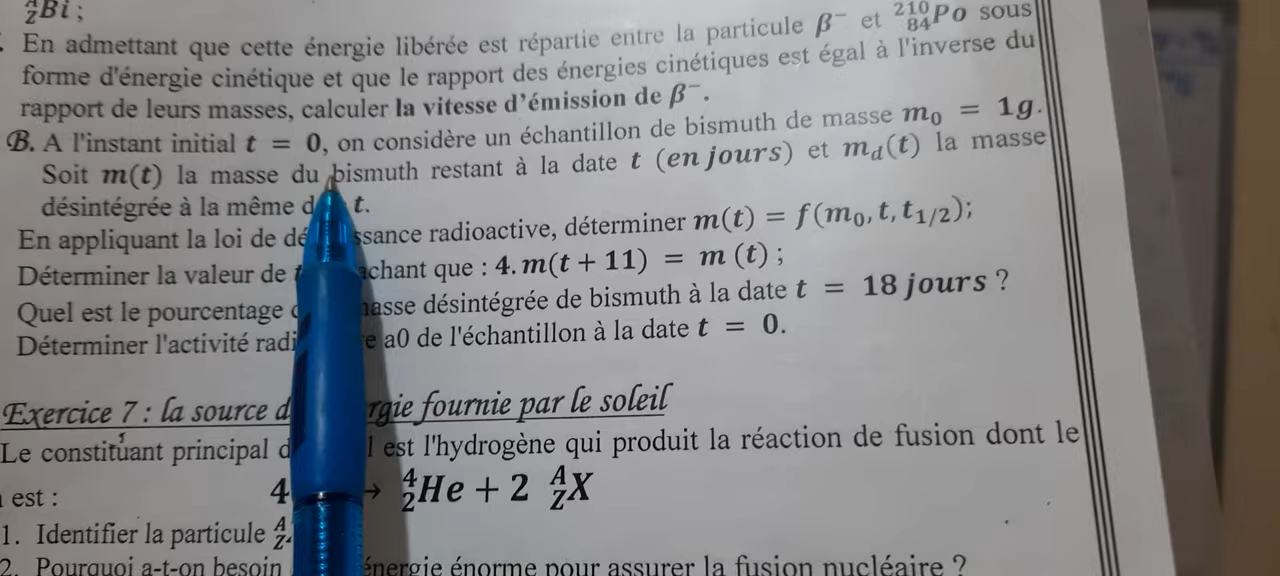 ᴬ_ZBi ;
En admettant que cette énergie libérée est répartie entre la particule β⁻ et ²¹⁰₈₄Po sous
forme d'énergie cinétique et que le rapport des énergies cinétiques est égal à l'inverse du
rapport de leurs masses, calculer la vitesse d'émission de β⁻.
B. A l'instant initial t = 0, on considère un échantillon de bismuth de masse m₀ = 1g.
Soit m(t) la masse du bismuth restant à la date t (en jours) et m_d(t) la masse
désintégrée à la même d t.
En appliquant la loi de dé ssance radioactive, déterminer m(t) = f(m₀, t, t₁/₂);
Déterminer la valeur de t achant que : 4. m(t + 11) = m (t) ;
Quel est le pourcentage d masse désintégrée de bismuth à la date t = 18 jours ?
Déterminer l'activité radi e a0 de l'échantillon à la date t = 0.
Exercice 7 : la source d rgie fournie par le soleil
Le constituant principal d l est l'hydrogène qui produit la réaction de fusion dont le
est : 4 → ⁴₂He + 2 ᴬ_ZX
1. Identifier la particule ᴬ_Z
2. Pourquoi a-t-on besoin énergie énorme pour assurer la fusion nucléaire ?